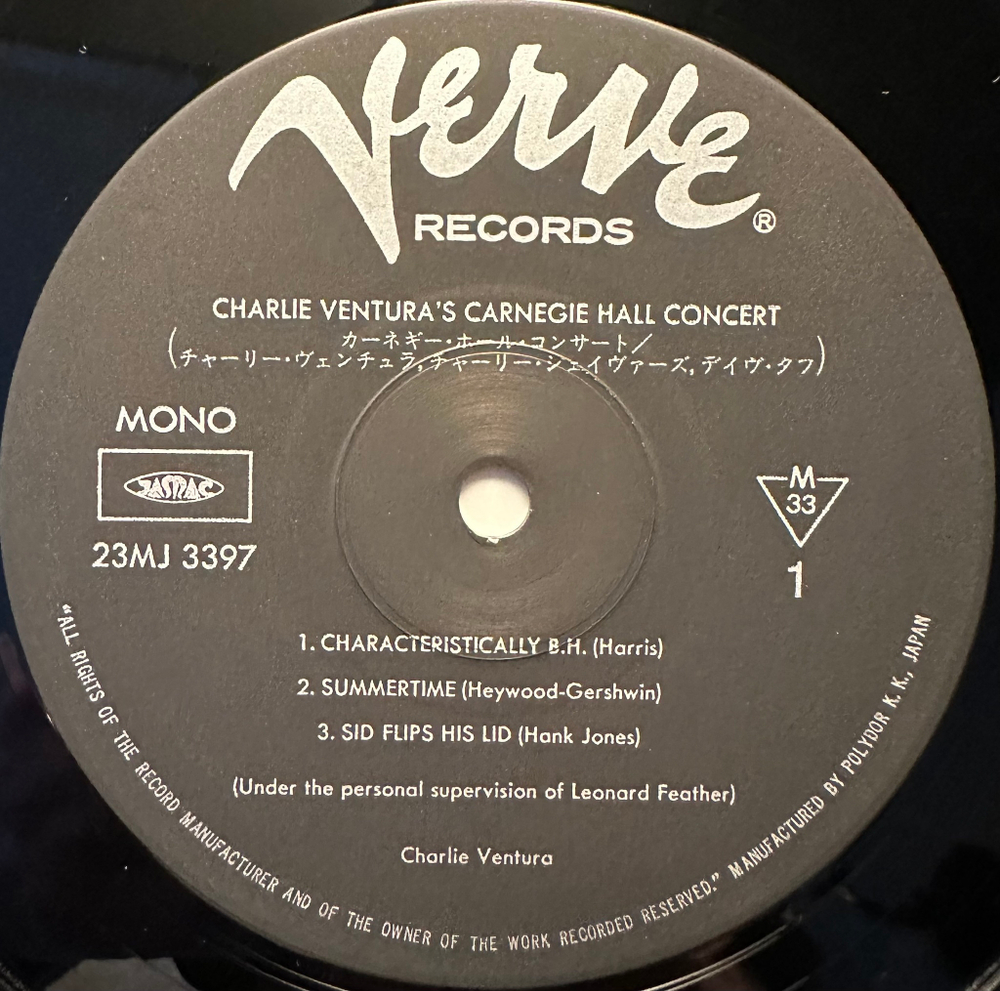 Verve
RECORDS ®
CHARLIE VENTURA'S CARNEGIE HALL CONCERT
(カーネギー・ホール・コンサート／
チャーリー・ヴェンチュラ, チャーリー・シェイヴァーズ, デイヴ・タフ)
MONO
JASRAC
23MJ 3397
M
33
1
1. CHARACTERISTICALLY B.H. (Harris)
2. SUMMERTIME (Heywood-Gershwin)
3. SID FLIPS HIS LID (Hank Jones)
(Under the personal supervision of Leonard Feather)
Charlie Ventura
"ALL RIGHTS OF THE RECORD MANUFACTURER AND OF THE OWNER OF THE WORK RECORDED RESERVED." MANUFACTURED BY POLYDOR K.K., JAPAN